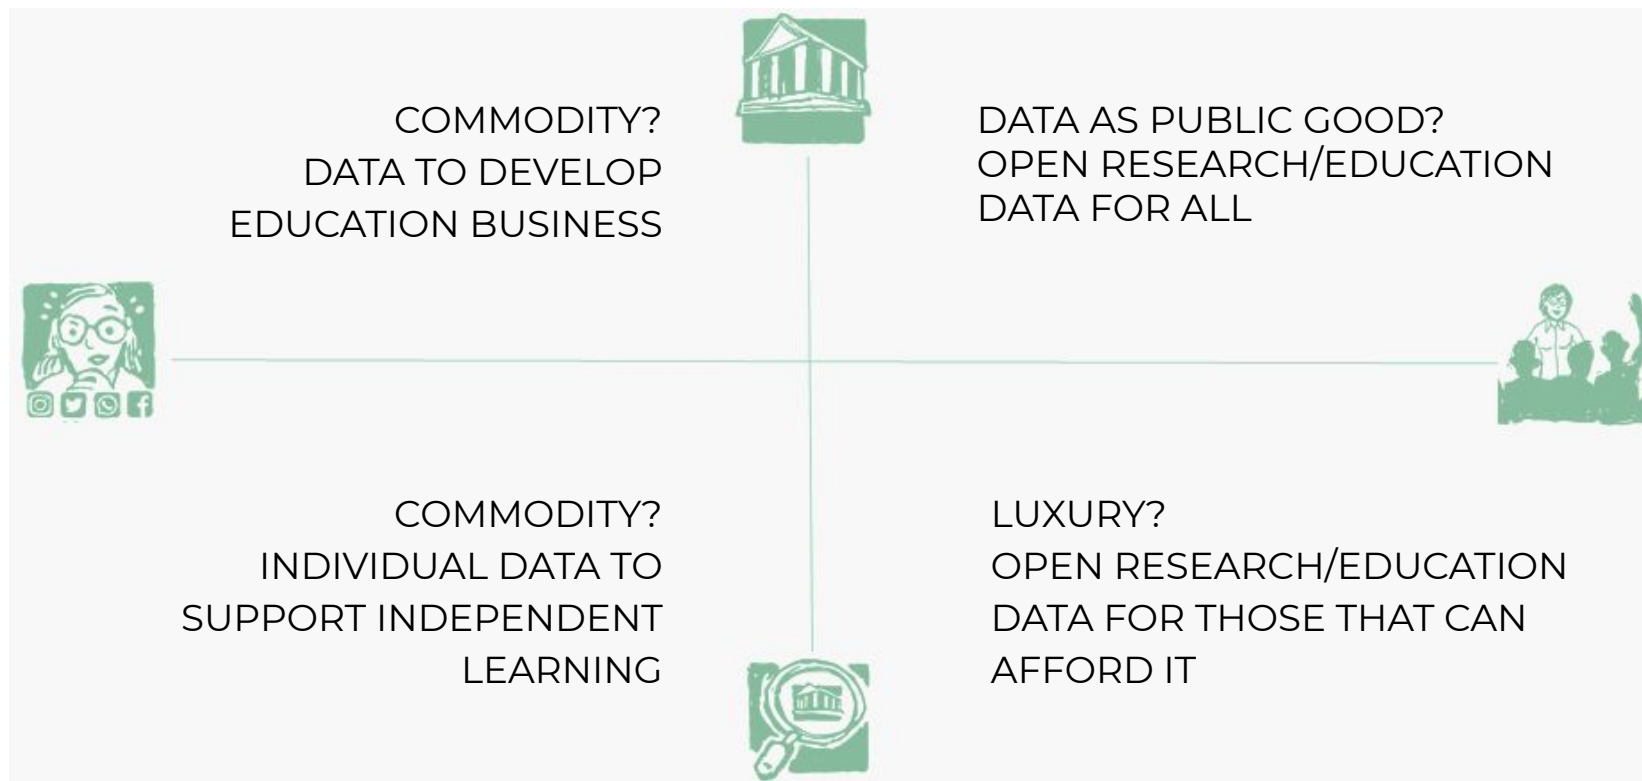 COMMODITY?
DATA TO DEVELOP
EDUCATION BUSINESS
DATA AS PUBLIC GOOD?
OPEN RESEARCH/EDUCATION
DATA FOR ALL
COMMODITY?
INDIVIDUAL DATA TO
SUPPORT INDEPENDENT
LEARNING
LUXURY?
OPEN RESEARCH/EDUCATION
DATA FOR THOSE THAT CAN
AFFORD IT